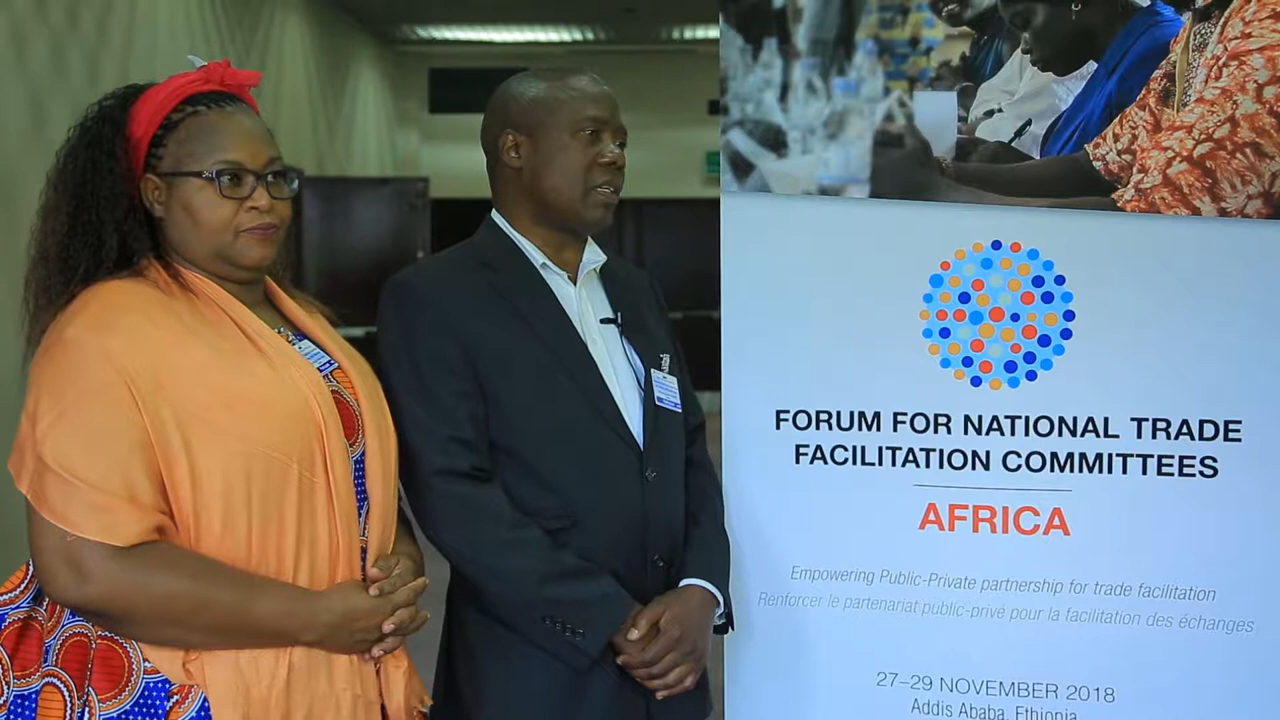 FORUM FOR NATIONAL TRADE
FACILITATION COMMITTEES
AFRICA
Empowering Public-Private partnership for trade facilitation
Renforcer le partenariat public-privé pour la facilitation des échanges
27–29 NOVEMBER 2018
Addis Ababa, Ethiopia